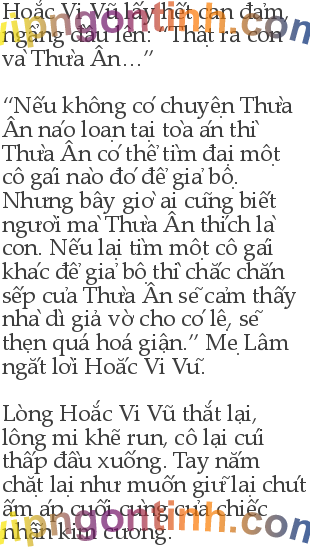 Hoắc Vi Vũ lấy hết can đảm,
ngẩng đầu lên: “Thật ra con
và Thừa Ân...”
“Nếu không có chuyện Thừa
Ân náo loạn tại tòa án thì
Thừa Ân có thể tìm đại một
cô gái nào đó để giả bộ.
Nhưng bây giờ ai cũng biết
người mà Thừa Ân thích là
con. Nếu lại tìm một cô gái
khác để giả bộ thì chắc chắn
sếp của Thừa Ân sẽ cảm thấy
nhà dì giả vờ cho có lệ, sẽ
thẹn quá hoá giận.” Mẹ Lâm
ngắt lời Hoắc Vi Vũ.
Lòng Hoắc Vi Vũ thắt lại,
lông mi khẽ run, cô lại cúi
thấp đầu xuống. Tay nắm
chặt lại như muốn giữ lại chút
ấm áp cuối cùng của chiếc
nhẫn kim cương.
vipngontinh.com
vipngontinh.com